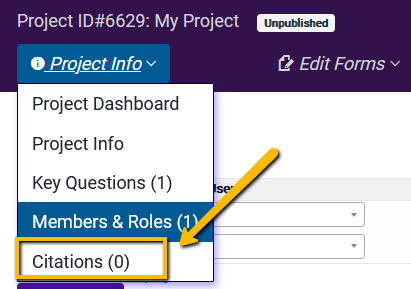 Project ID#6629: My Project Unpublished
Project Info Edit Forms
Project Dashboard
Project Info
Key Questions (1)
Members & Roles (1)
Citations (0)